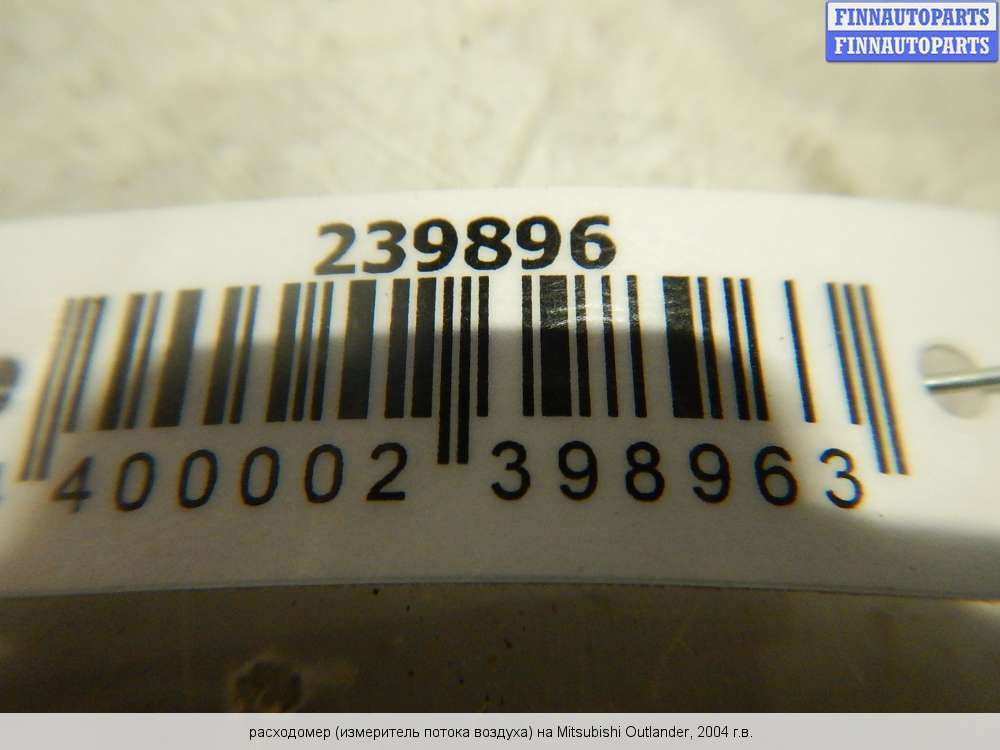 FINNAUTOPARTS
FINNAUTOPARTS
239896
400002 398963
расходомер (измеритель потока воздуха) на Mitsubishi Outlander, 2004 г.в.